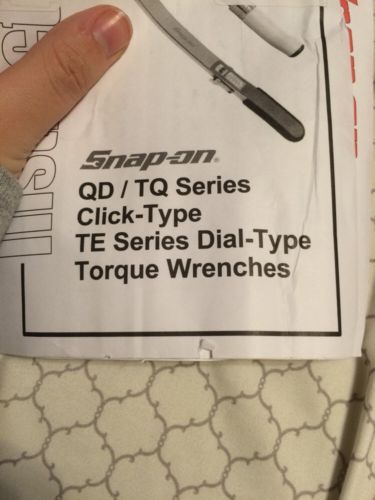 Snap-on®
QD / TQ Series
Click-Type
TE Series Dial-Type
Torque Wrenches